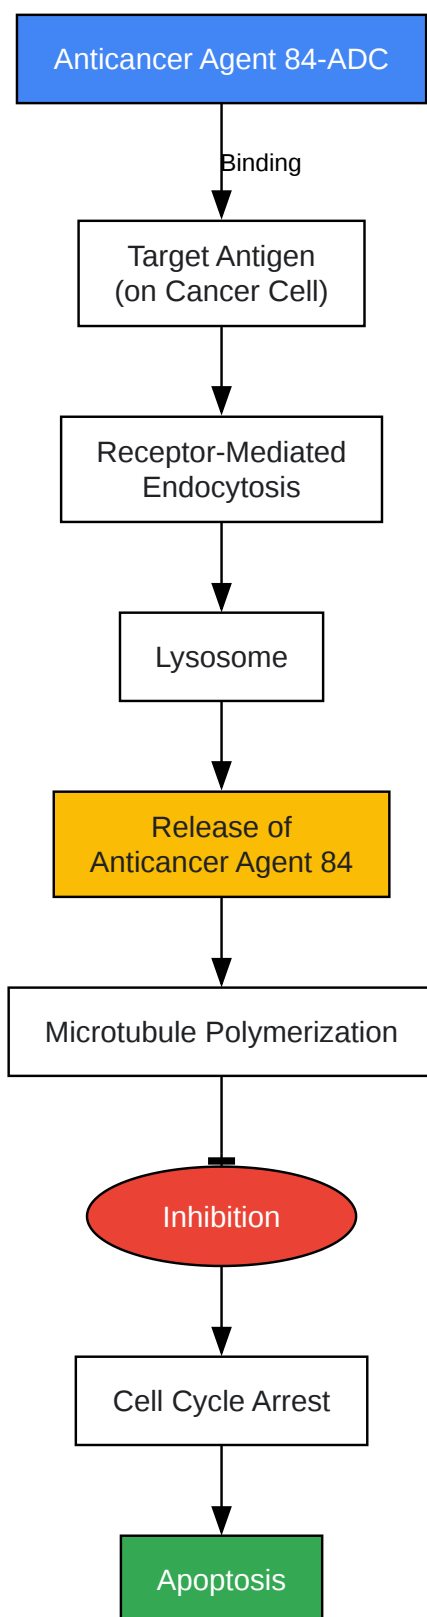 Anticancer Agent 84-ADC
Binding
Target Antigen
(on Cancer Cell)
Receptor-Mediated
Endocytosis
Lysosome
Release of
Anticancer Agent 84
Microtubule Polymerization
Inhibition
Cell Cycle Arrest
Apoptosis